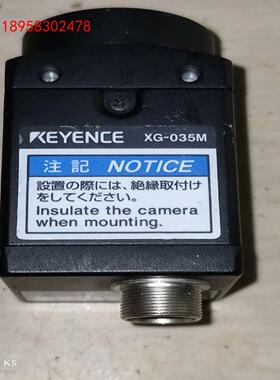 18958302478
KEYENCE XG-035M
注記 NOTICE
設置の際には、絶縁取付け
をしてください。
Insulate the camera
when mounting.
K5